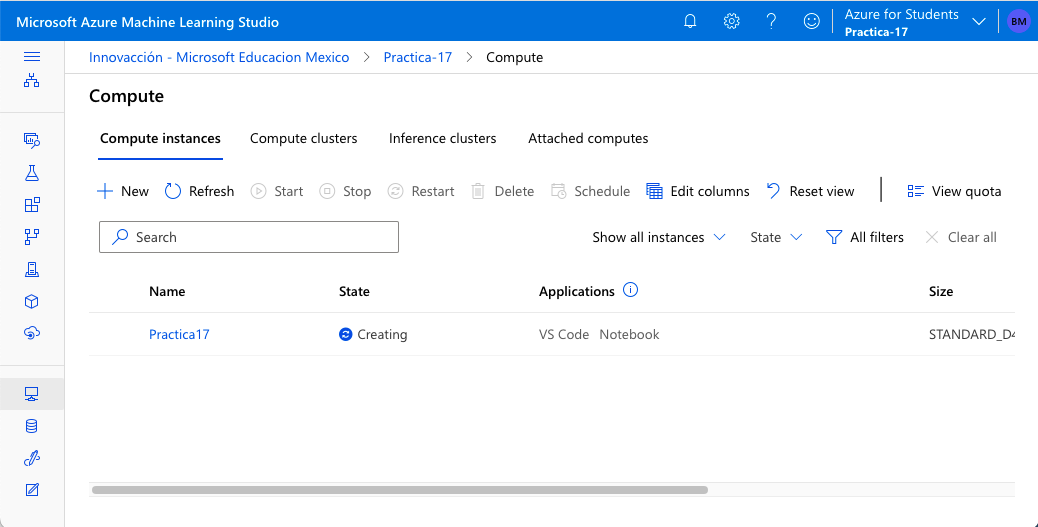 Microsoft Azure Machine Learning Studio
Azure for Students
Practica-17
BM
Innovacción - Microsoft Educacion Mexico > Practica-17 > Compute
Compute
Compute instances Compute clusters Inference clusters Attached computes
New Refresh Start Stop Restart Delete Schedule Edit columns Reset view View quota
Search Show all instances State All filters Clear all
Name State Applications Size
Practica17 Creating VS Code Notebook STANDARD_D4